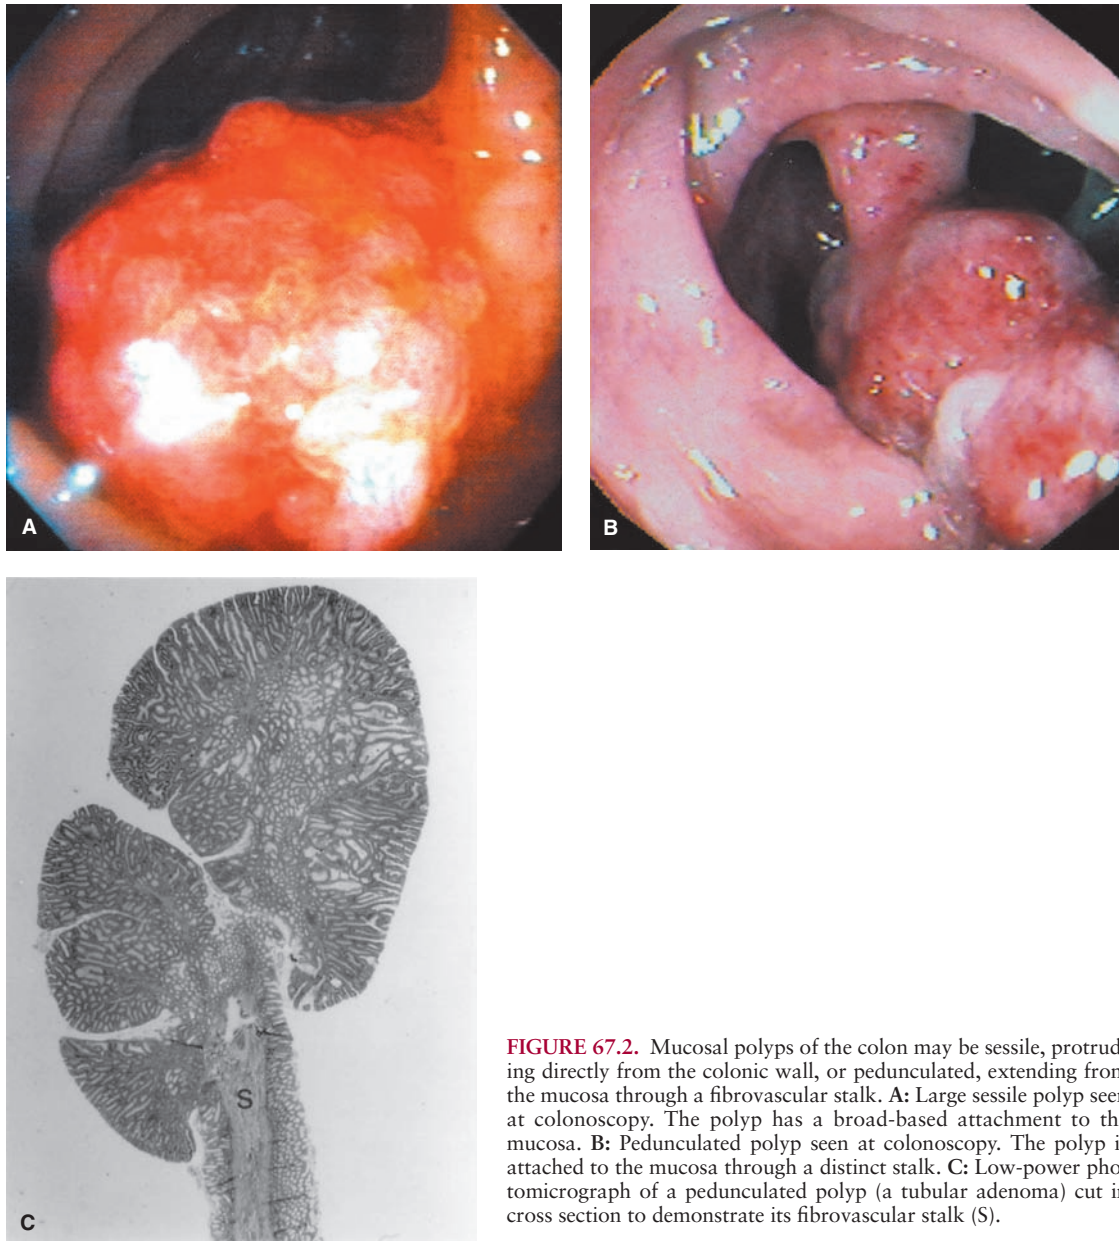 A
B
S
C
FIGURE 67.2. Mucosal polyps of the colon may be sessile, protrud
ing directly from the colonic wall, or pedunculated, extending from
the mucosa through a fibrovascular stalk. A: Large sessile polyp seen
at colonoscopy. The polyp has a broad-based attachment to th
mucosa. B: Pedunculated polyp seen at colonoscopy. The polyp i
attached to the mucosa through a distinct stalk. C: Low-power pho
tomicrograph of a pedunculated polyp (a tubular adenoma) cut in
cross section to demonstrate its fibrovascular stalk (S).